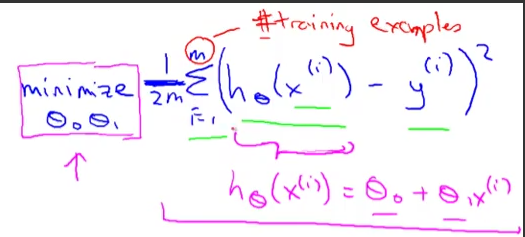 #training examples
minimize θ₀ θ₁ 1/2m Σ_{i=1}^{m} (h_θ(x^{(i)}) - y^{(i)})²
h_θ(x^{(i)}) = θ₀ + θ₁x^{(i)}